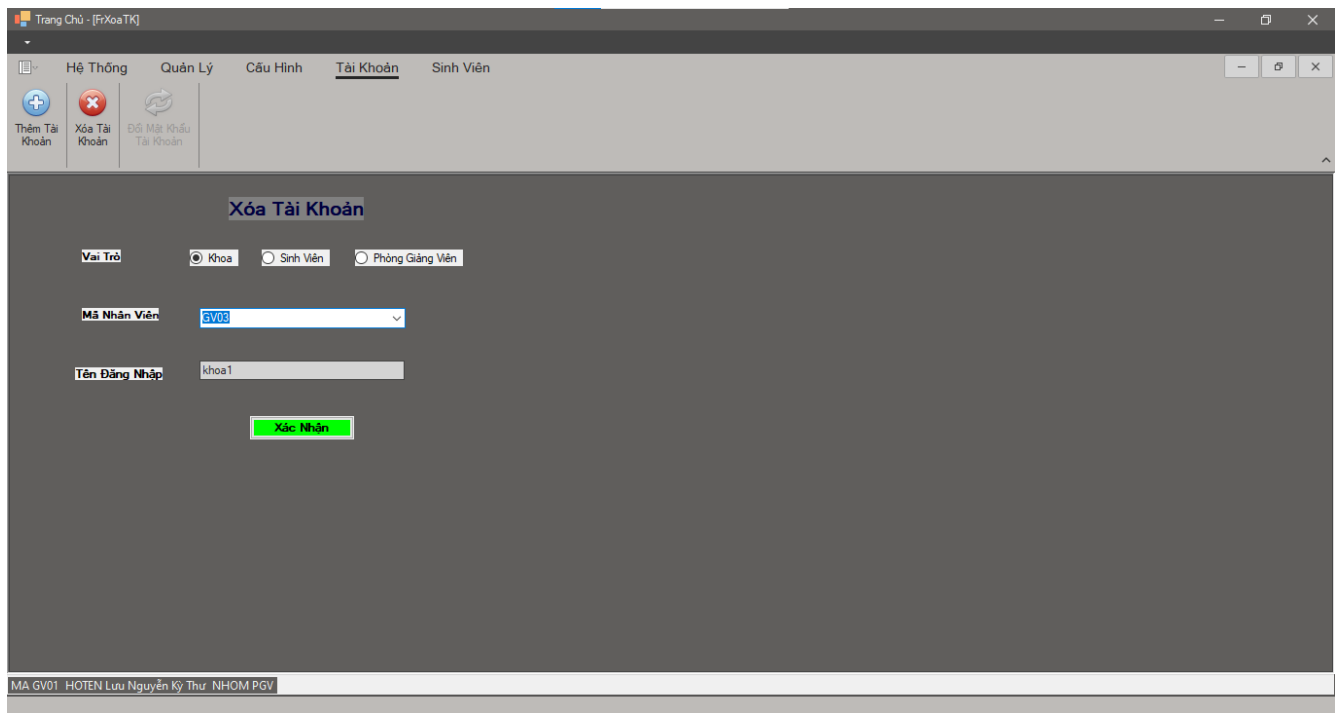 Trang Chủ - [FrXoaTK]
Hệ Thống Quản Lý Cấu Hình Tài Khoản Sinh Viên
Thêm Tài Khoản
Xóa Tài Khoản
Đổi Mật Khẩu Tài Khoản
Xóa Tài Khoản
Vai Trò Khoa Sinh Viên Phòng Giảng Viên
Mã Nhân Viên GV03
Tên Đăng Nhập khoa1
Xác Nhận
MA GV01 HOTEN Lưu Nguyễn Kỳ Thư NHOM PGV